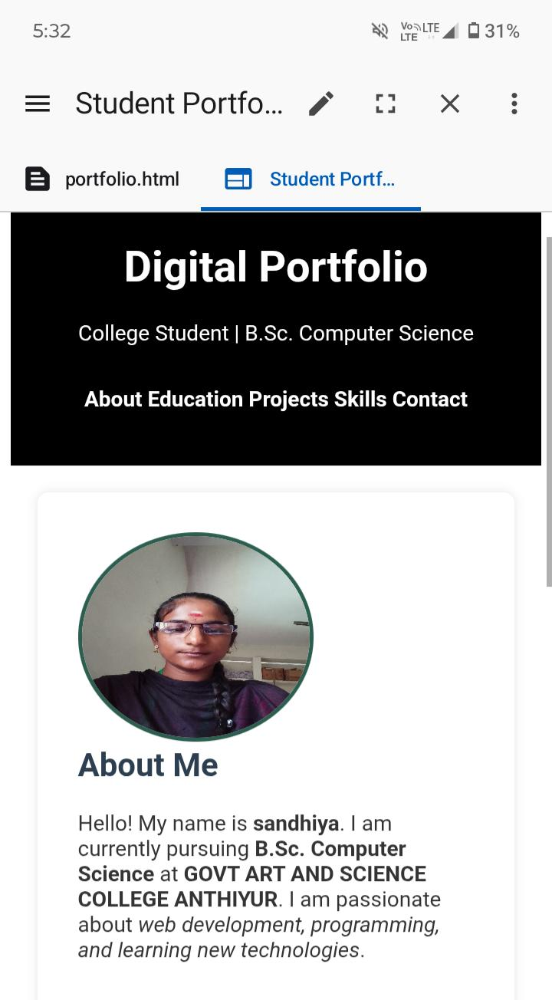 5:32
Vo LTE
LTE
31%
Student Portfo...
portfolio.html
Student Portf...
Digital Portfolio
College Student | B.Sc. Computer Science
About Education Projects Skills Contact
About Me
Hello! My name is sandhiya. I am
currently pursuing B.Sc. Computer
Science at GOVT ART AND SCIENCE
COLLEGE ANTHIYUR. I am passionate
about web development, programming,
and learning new technologies.